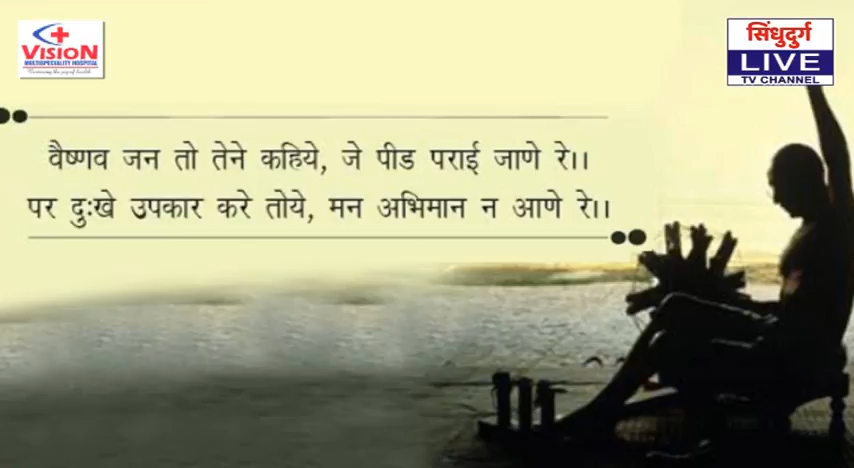 VISION
MULTISPECIALITY HOSPITAL
सिंधुदुर्ग
LIVE
TV CHANNEL
वैष्णव जन तो तेने कहिये, जे पीड पराई जाणे रे।।
पर दुःखे उपकार करे तोये, मन अभिमान न आणे रे।।